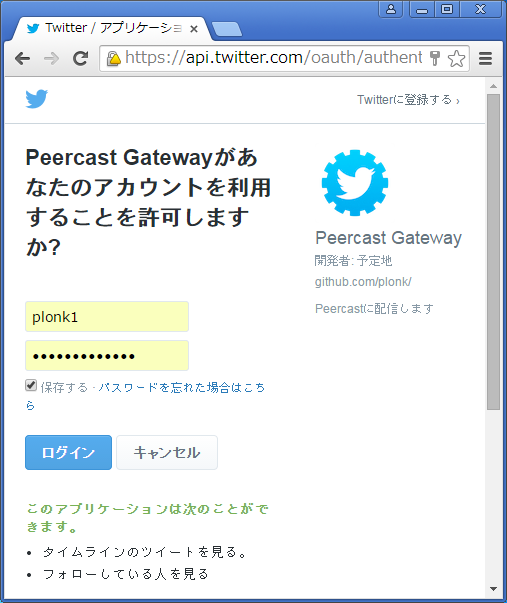 Twitter / アプリケーショ
https://api.twitter.com/oauth/authent
Twitterに登録する ›
Peercast Gatewayがあ
なたのアカウントを利用
することを許可します
か?
Peercast Gateway
開発者: 予定地
github.com/plonk/
Peercastに配信します
plonk1
•••••••••••••
保存する · パスワードを忘れた場合はこち
ら
ログイン キャンセル
このアプリケーションは次のことがで
きます。
• タイムラインのツイートを見る。
• フォローしている人を見る